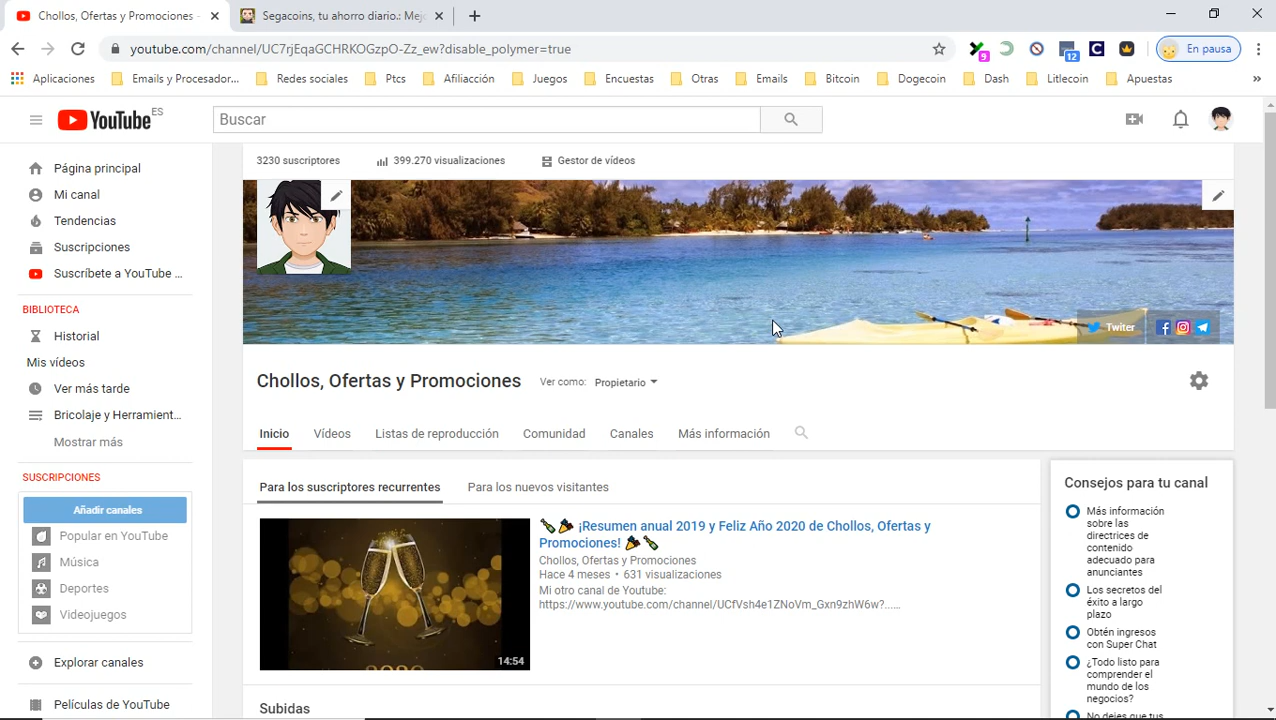 Chollos, Ofertas y Promociones -
Segacoins, tu ahorro diario.: Mejo
youtube.com/channel/UC7rjEqaGCHRKOGzpO-Zz_ew?disable_polymer=true
9
12
En pausa
Aplicaciones
Emails y Procesador...
Redes sociales
Ptcs
Afiliacción
Juegos
Encuestas
Otras
Emails
Bitcoin
Dogecoin
Dash
Litlecoin
Apuestas
»
YouTube ES
Buscar
3230 suscriptores
399.270 visualizaciones
Gestor de vídeos
Página principal
Mi canal
Tendencias
Suscripciones
Suscríbete a YouTube ...
BIBLIOTECA
Historial
Mis vídeos
Ver más tarde
Bricolaje y Herramient...
Mostrar más
SUSCRIPCIONES
Añadir canales
Popular en YouTube
Música
Deportes
Videojuegos
Explorar canales
Películas de YouTube
Twiter
Chollos, Ofertas y Promociones
Ver como: Propietario
Inicio
Vídeos
Listas de reproducción
Comunidad
Canales
Más información
Para los suscriptores recurrentes
Para los nuevos visitantes
¡Resumen anual 2019 y Feliz Año 2020 de Chollos, Ofertas y
Promociones!
Chollos, Ofertas y Promociones
Hace 4 meses • 631 visualizaciones
Mi otro canal de Youtube:
https://www.youtube.com/channel/UCfVsh4e1ZNoVm_Gxn9zhW6w?......
14:54
Subidas
Consejos para tu canal
Más información
sobre las
directrices de
contenido
adecuado para
anunciantes
Los secretos del
éxito a largo
plazo
Obtén ingresos
con Super Chat
¿Todo listo para
comprender el
mundo de los
negocios?
No dejes que tus